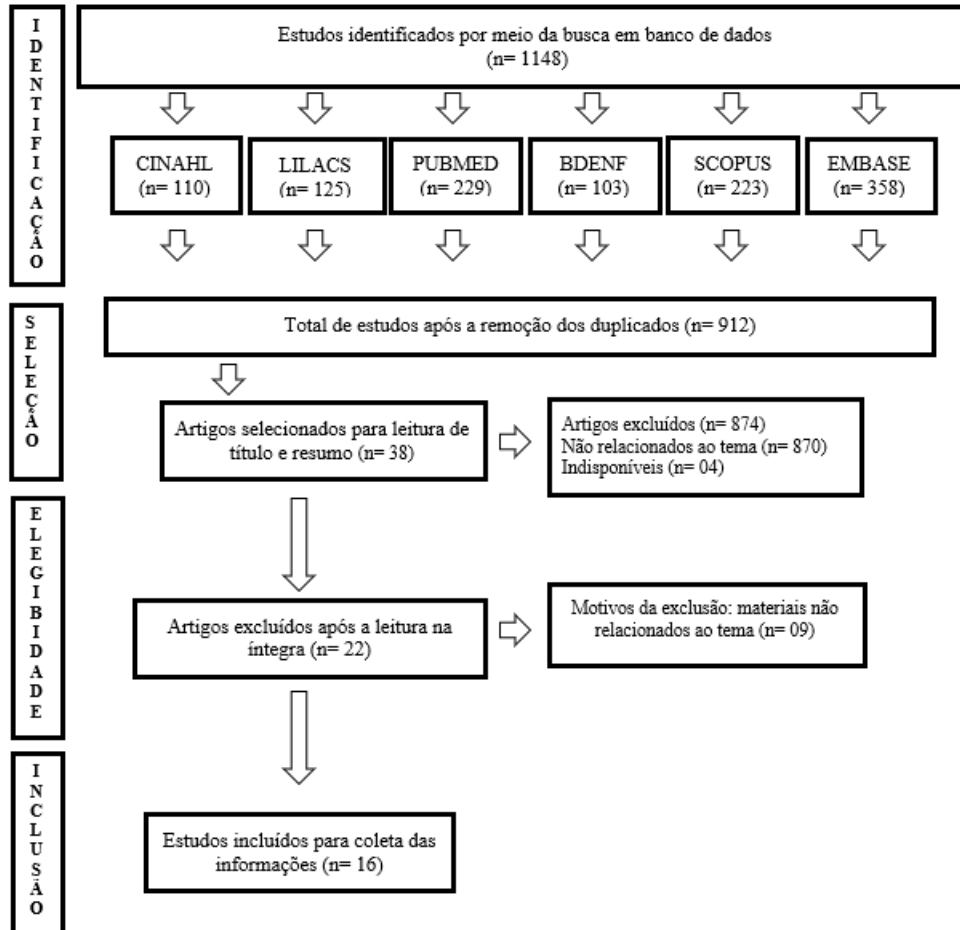 IDENTIFICAÇÃO
Estudos identificados por meio da busca em banco de dados
(n= 1148)
CINAHL
(n= 110)
LILACS
(n= 125)
PUBMED
(n= 229)
BDENF
(n= 103)
SCOPUS
(n= 223)
EMBASE
(n= 358)
SELEÇÃO
Total de estudos após a remoção dos duplicados (n= 912)
Artigos selecionados para leitura de
título e resumo (n= 38)
Artigos excluídos (n= 874)
Não relacionados ao tema (n= 870)
Indisponíveis (n= 04)
ELEGIBIDADE
Artigos excluídos após a leitura na
íntegra (n= 22)
Motivos da exclusão: materiais não
relacionados ao tema (n= 09)
INCLUSÃO
Estudos incluídos para coleta das
informações (n= 16)